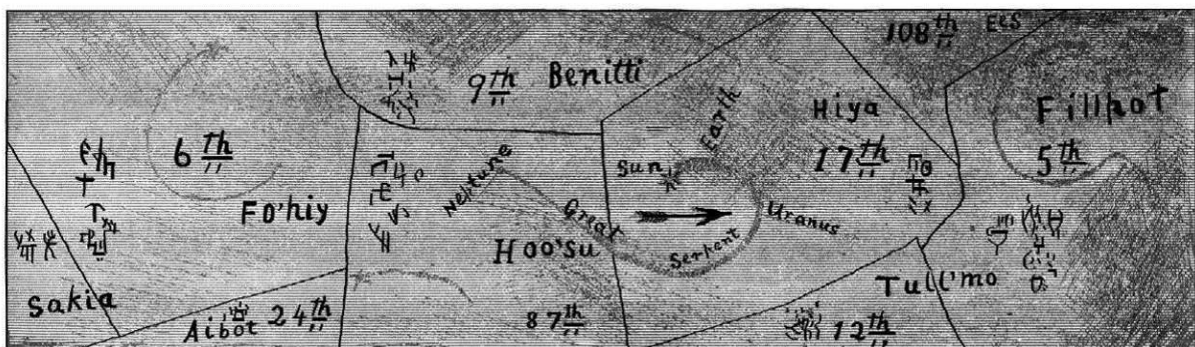 108th Ecs
9th Benitti
Fillpot
5th
Hiya
17th
6th
Earth
Sun
Neptune
Fo'hiy
Great
Uranus
Hoo'su
Serpent
Tull'mo
Sakia
Aibot 24th
87th
12th